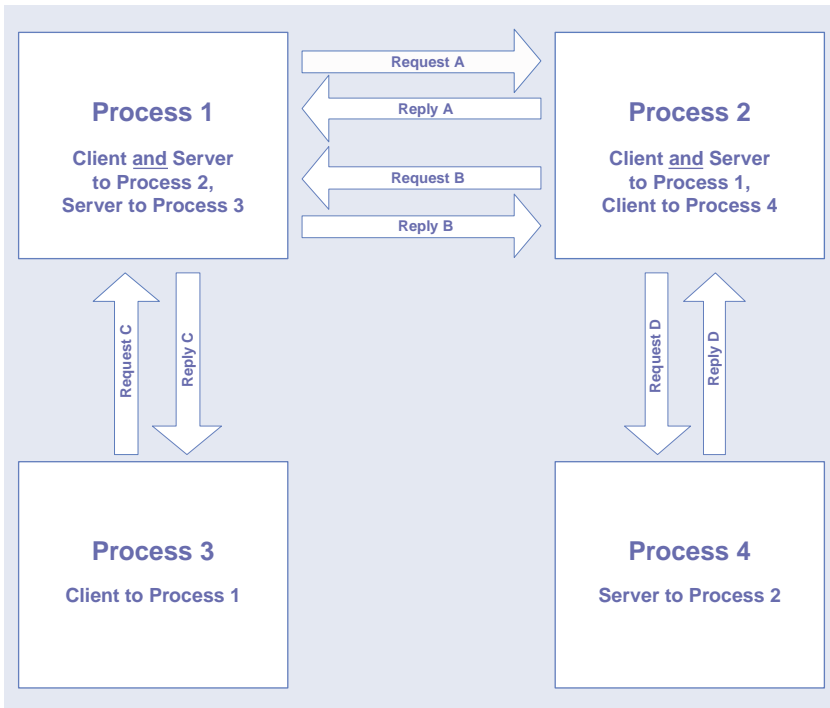 Process 1
Client and Server
to Process 2,
Server to Process 3
Request A
Reply A
Request B
Reply B
Process 2
Client and Server
to Process 1,
Client to Process 4
Request C
Reply C
Request D
Reply D
Process 3
Client to Process 1
Process 4
Server to Process 2